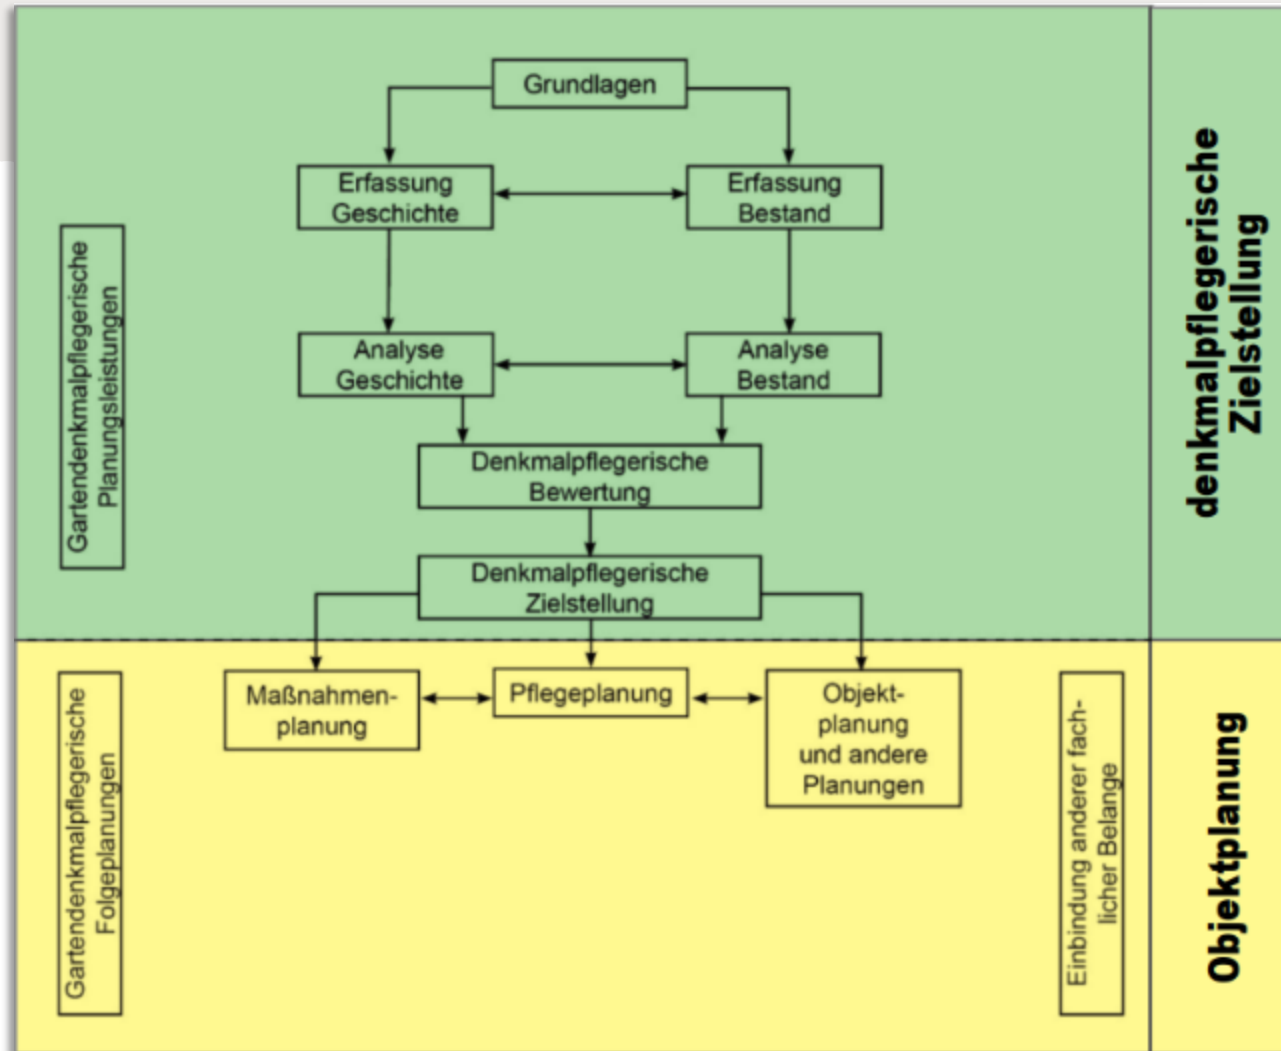 Grundlagen
Erfassung
Geschichte
Erfassung
Bestand
Analyse
Geschichte
Analyse
Bestand
Denkmalpflegerische
Bewertung
Denkmalpflegerische
Zielstellung
Gartendenkmalpflegerische
Planungsleistungen
denkmalpflegerische
Zielstellung
Maßnahmen-
planung
Pflegeplanung
Objekt-
planung
und andere
Planungen
Gartendenkmalpflegerische
Folgeplanungen
Einbindung anderer fach-
licher Belange
Objektplanung